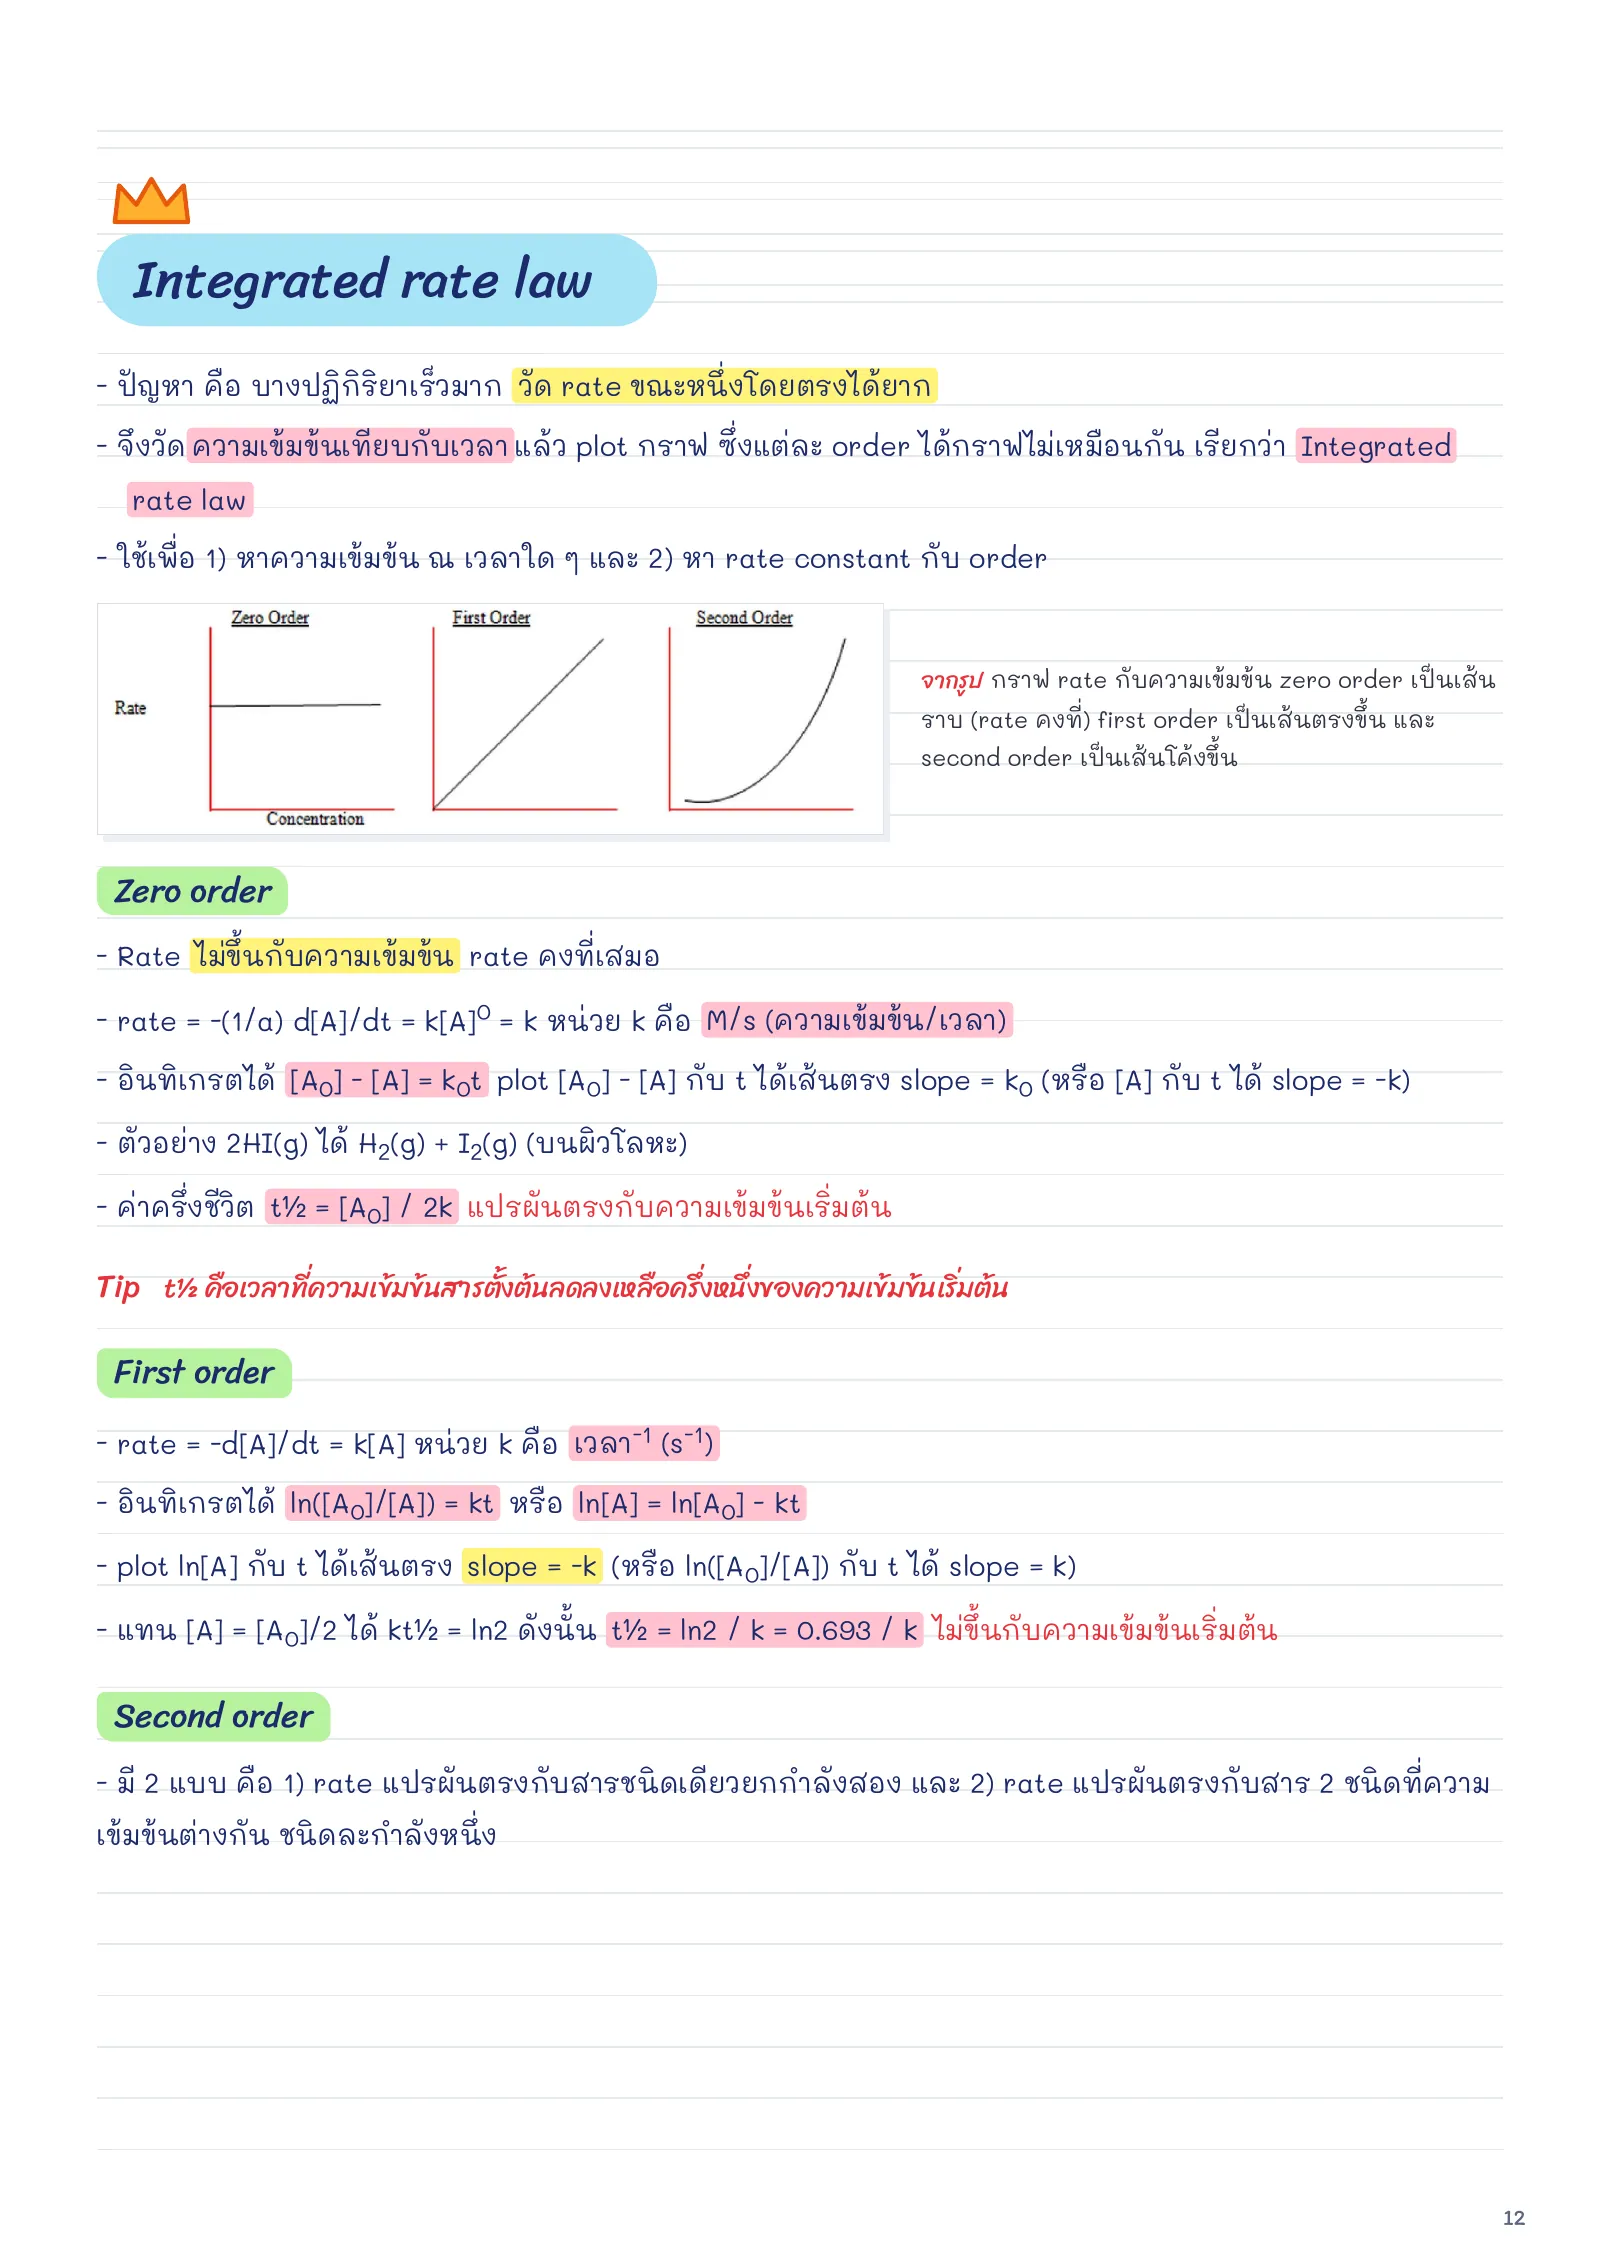 Integrated rate law
- ปัญหา คือ บางปฏิกิริยาเร็วมาก วัด rate ขณะหนึ่งโดยตรงได้ยาก
- จึงวัดความเข้มข้นเทียบกับเวลาแล้ว plot กราฟ ซึ่งแต่ละ order ได้กราฟไม่เหมือนกัน เรียกว่า Integrated
rate law
- ใช้เพื่อ 1) หาความเข้มข้น ณ เวลาใด ๆ และ 2) หา rate constant กับ order
Zero Order First Order Second Order
Rate
Concentration
จากรูป กราฟ rate กับความเข้มข้น zero order เป็นเส้น
ราบ (rate คงที่) first order เป็นเส้นตรงขึ้น และ
second order เป็นเส้นโค้งขึ้น
Zero order
- Rate ไม่ขึ้นกับความเข้มข้น rate คงที่เสมอ
- rate = -(1/a) d[A]/dt = k[A]⁰ = k หน่วย k คือ M/s (ความเข้มข้น/เวลา)
- อินทิเกรตได้ [A₀] - [A] = k₀t plot [A₀] - [A] กับ t ได้เส้นตรง slope = k₀ (หรือ [A] กับ t ได้ slope = -k)
- ตัวอย่าง 2HI(g) ได้ H₂(g) + I₂(g) (บนผิวโลหะ)
- ค่าครึ่งชีวิต t½ = [A₀] / 2k แปรผันตรงกับความเข้มข้นเริ่มต้น
Tip t½ คือเวลาที่ความเข้มข้นสารตั้งต้นลดลงเหลือครึ่งหนึ่งของความเข้มข้นเริ่มต้น
First order
- rate = -d[A]/dt = k[A] หน่วย k คือ เวลา⁻¹ (s⁻¹)
- อินทิเกรตได้ ln([A₀]/[A]) = kt หรือ ln[A] = ln[A₀] - kt
- plot ln[A] กับ t ได้เส้นตรง slope = -k (หรือ ln([A₀]/[A]) กับ t ได้ slope = k)
- แทน [A] = [A₀]/2 ได้ kt½ = ln2 ดังนั้น t½ = ln2 / k = 0.693 / k ไม่ขึ้นกับความเข้มข้นเริ่มต้น
Second order
- มี 2 แบบ คือ 1) rate แปรผันตรงกับสารชนิดเดียวยกกำลังสอง และ 2) rate แปรผันตรงกับสาร 2 ชนิดที่ความ
เข้มข้นต่างกัน ชนิดละกำลังหนึ่ง
12